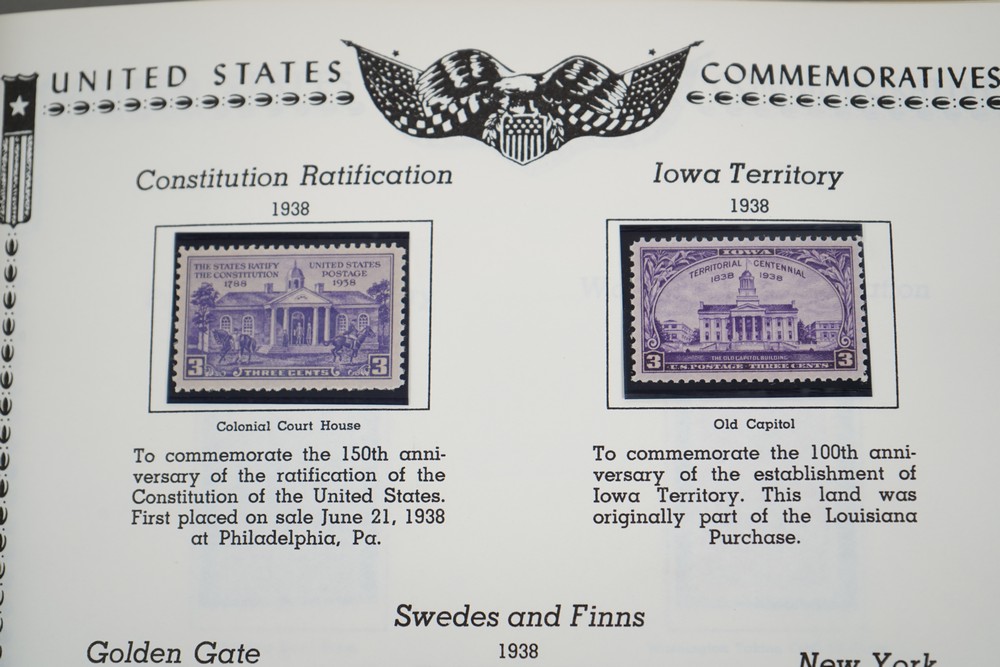 UNITED STATES COMMEMORATIVES
Constitution Ratification
1938
THE STATES RATIFY
THE CONSTITUTION
1788
UNITED STATES
POSTAGE
1938
3 THREE CENTS 3
Colonial Court House
To commemorate the 150th anni-
versary of the ratification of the
Constitution of the United States.
First placed on sale June 21, 1938
at Philadelphia, Pa.
Iowa Territory
1938
IOWA
TERRITORIAL CENTENNIAL
1838 1938
THE OLD CAPITOL BUILDING
3 U.S. POSTAGE THREE CENTS 3
Old Capitol
To commemorate the 100th anni-
versary of the establishment of
Iowa Territory. This land was
originally part of the Louisiana
Purchase.
Swedes and Finns
1938
Golden Gate
New York